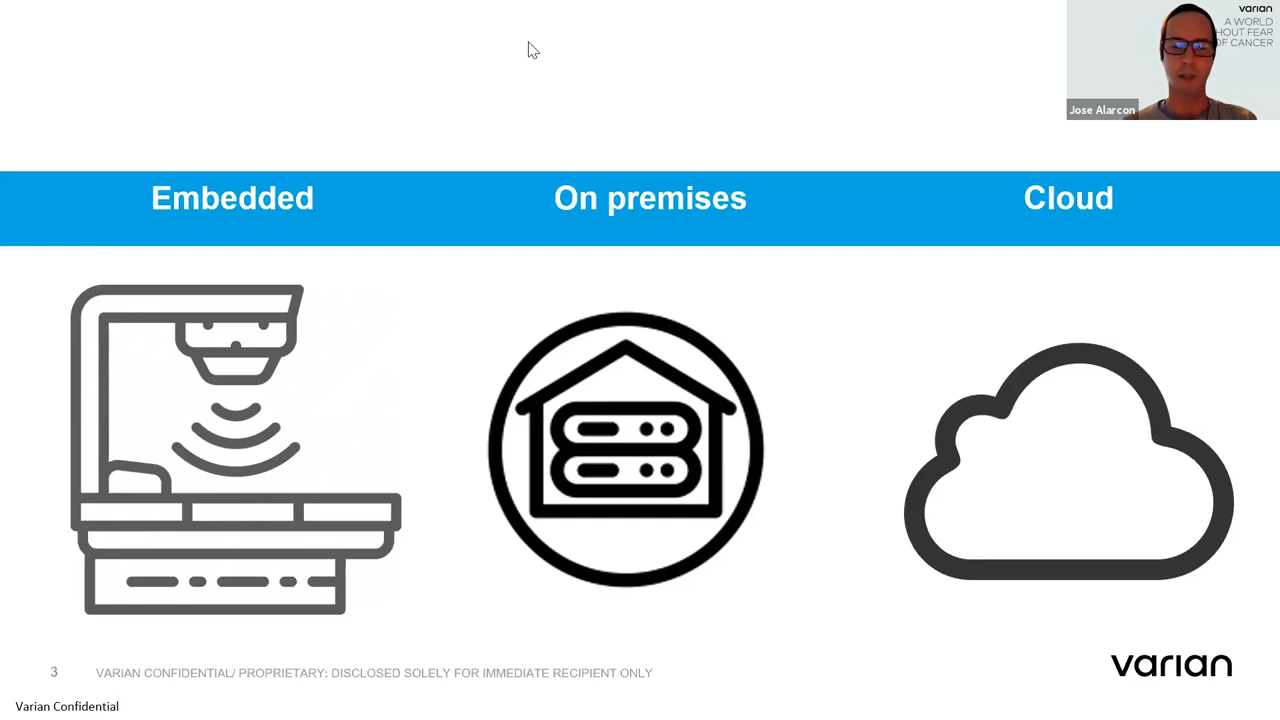 varian
A WORLD
HOUT FEAR
OF CANCER
Jose Alarcon
Embedded
On premises
Cloud
3
VARIAN CONFIDENTIAL/ PROPRIETARY: DISCLOSED SOLELY FOR IMMEDIATE RECIPIENT ONLY
varian
Varian Confidential